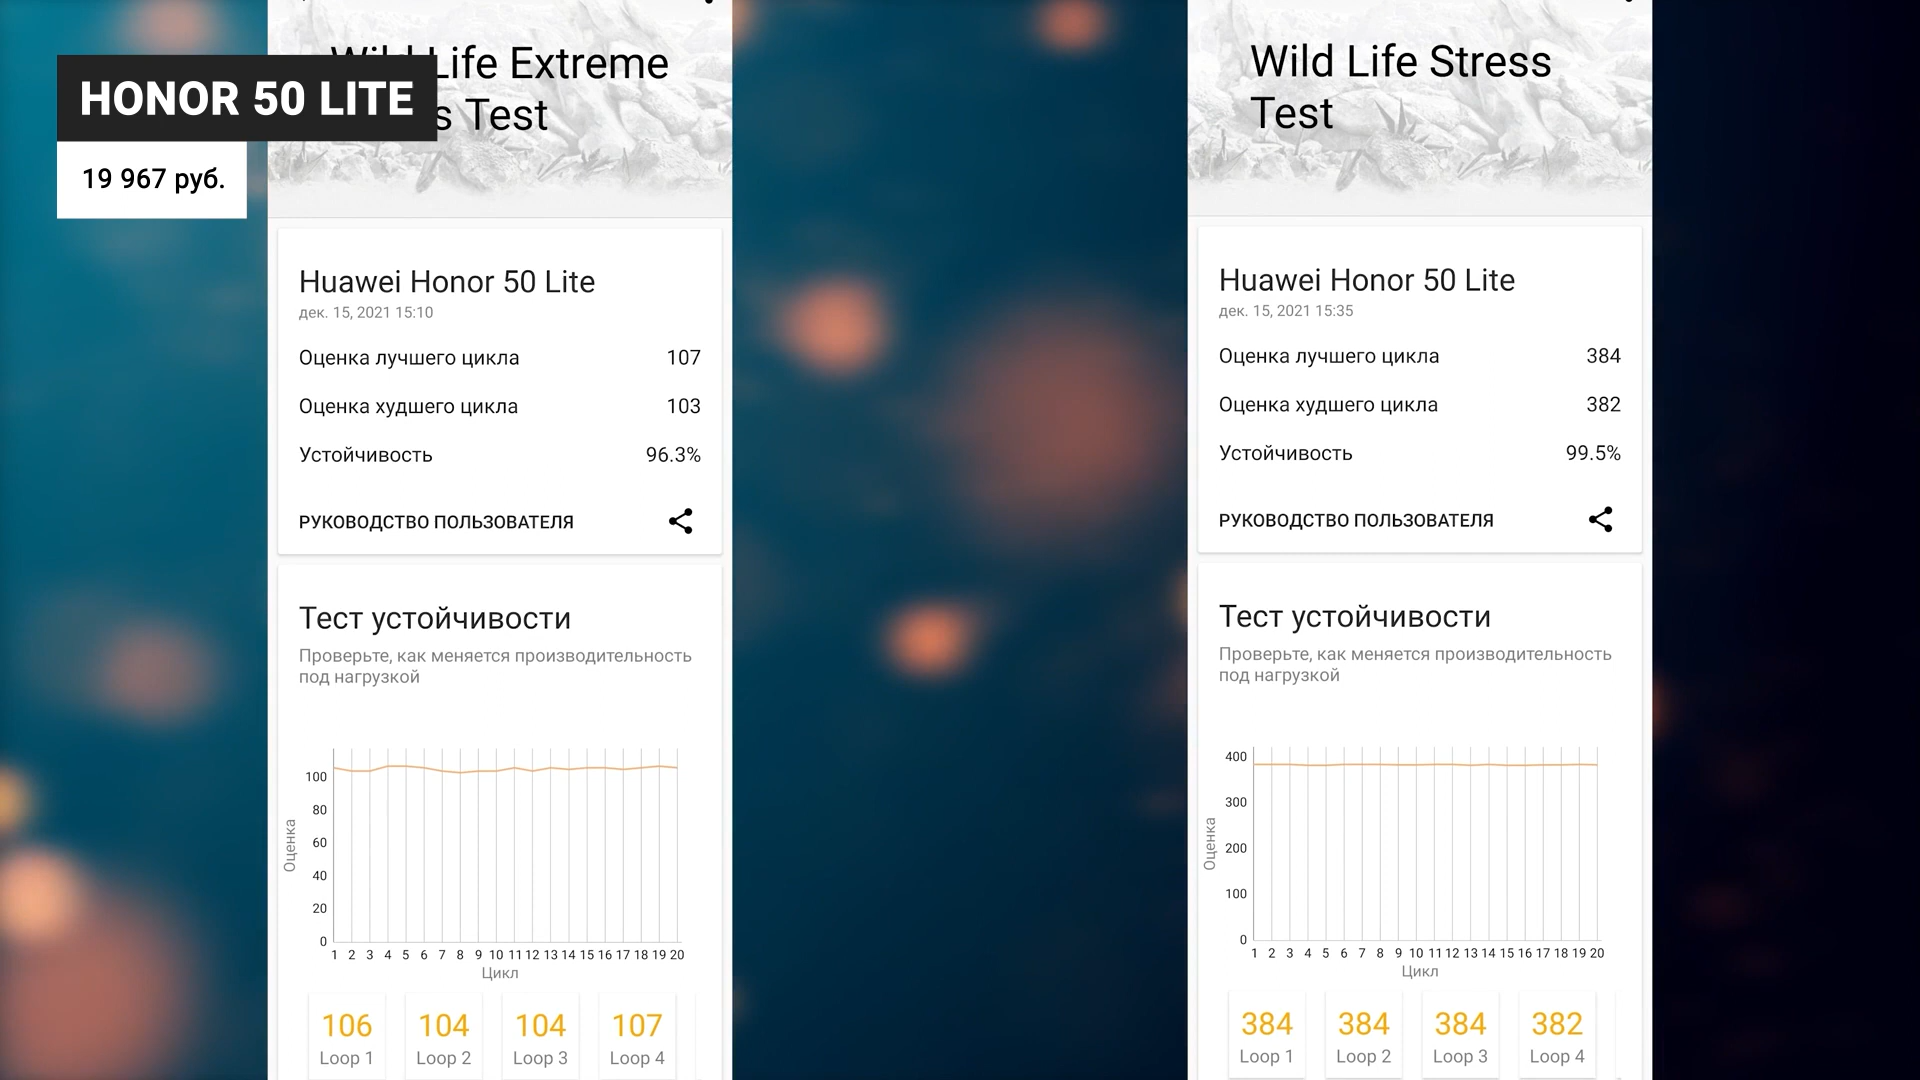 HONOR 50 LITE
19 967 руб.
Life Extreme
s Test
Huawei Honor 50 Lite
дек. 15, 2021 15:10
Оценка лучшего цикла 107
Оценка худшего цикла 103
Устойчивость 96.3%
РУКОВОДСТВО ПОЛЬЗОВАТЕЛЯ
Тест устойчивости
Проверьте, как меняется производительность
под нагрузкой
Оценка
100
80
60
40
20
0
1 2 3 4 5 6 7 8 9 10 11 12 13 14 15 16 17 18 19 20
Цикл
106 104 104 107
Loop 1 Loop 2 Loop 3 Loop 4
Wild Life Stress
Test
Huawei Honor 50 Lite
дек. 15, 2021 15:35
Оценка лучшего цикла 384
Оценка худшего цикла 382
Устойчивость 99.5%
РУКОВОДСТВО ПОЛЬЗОВАТЕЛЯ
Тест устойчивости
Проверьте, как меняется производительность
под нагрузкой
Оценка
400
300
200
100
0
1 2 3 4 5 6 7 8 9 10 11 12 13 14 15 16 17 18 19 20
Цикл
384 384 384 382
Loop 1 Loop 2 Loop 3 Loop 4